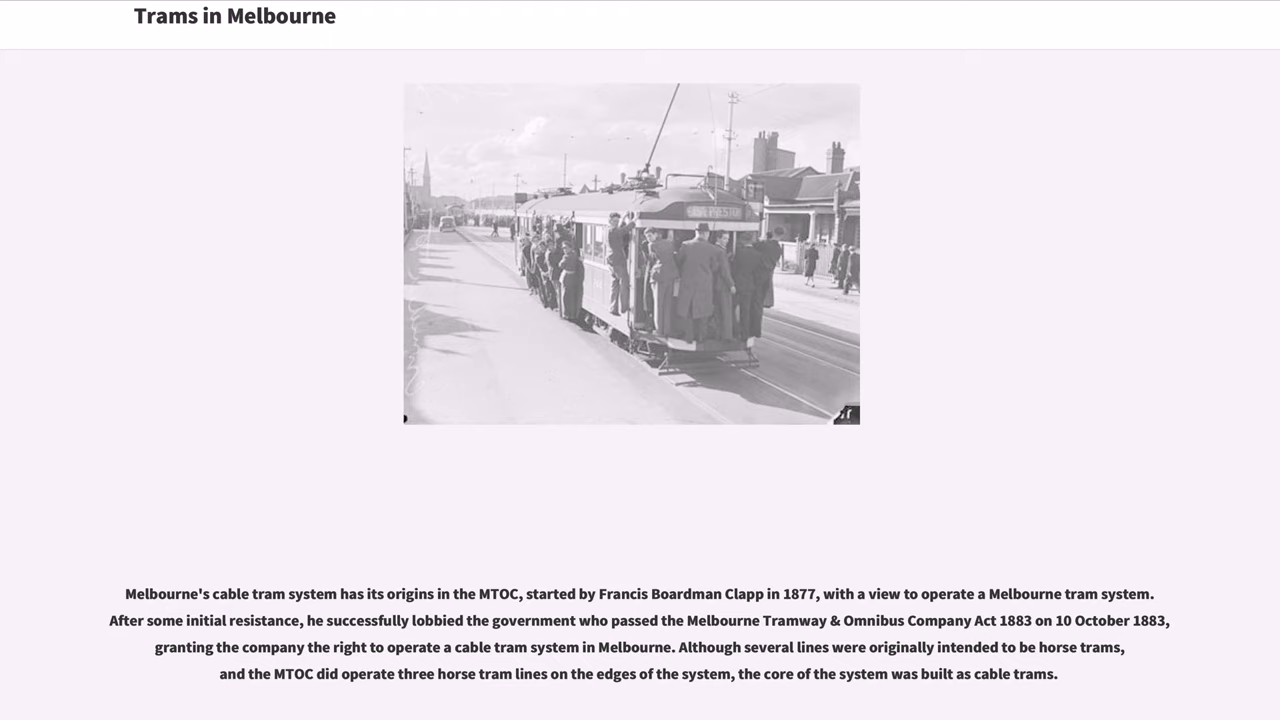 Trams in Melbourne
EAST PRESTON
Melbourne's cable tram system has its origins in the MTOC, started by Francis Boardman Clapp in 1877, with a view to operate a Melbourne tram system.
After some initial resistance, he successfully lobbied the government who passed the Melbourne Tramway & Omnibus Company Act 1883 on 10 October 1883,
granting the company the right to operate a cable tram system in Melbourne. Although several lines were originally intended to be horse trams,
and the MTOC did operate three horse tram lines on the edges of the system, the core of the system was built as cable trams.